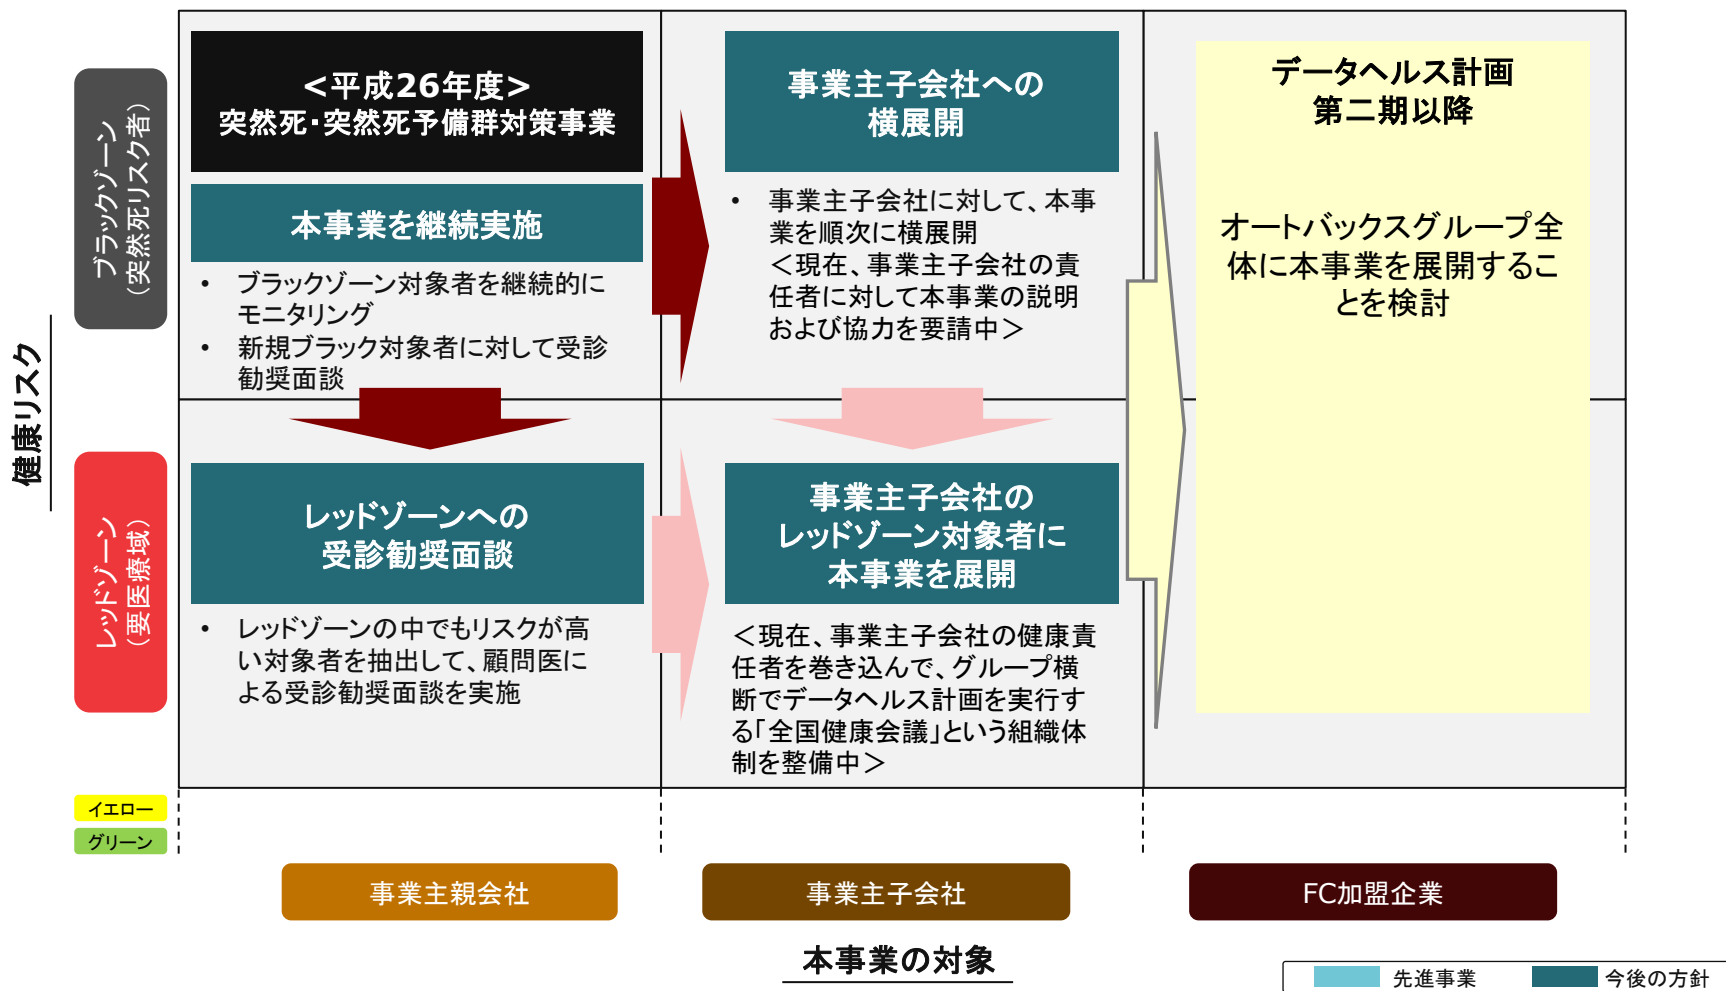 健康リスク
ブラックゾーン
（突然死リスク者）
レッドゾーン
（要医療域）
イエロー
グリーン
<平成26年度>
突然死・突然死予備群対策事業
本事業を継続実施
• ブラックゾーン対象者を継続的に
モニタリング
• 新規ブラック対象者に対して受診
勧奨面談
事業主子会社への
横展開
• 事業主子会社に対して、本事
業を順次に横展開
＜現在、事業主子会社の責
任者に対して本事業の説明
および協力を要請中＞
データヘルス計画
第二期以降
オートバックスグループ全
体に本事業を展開するこ
とを検討
レッドゾーンへの
受診勧奨面談
• レッドゾーンの中でもリスクが高
い対象者を抽出して、顧問医に
よる受診勧奨面談を実施
事業主子会社の
レッドゾーン対象者に
本事業を展開
＜現在、事業主子会社の健康責
任者を巻き込んで、グループ横
断でデータヘルス計画を実行す
る「全国健康会議」という組織体
制を整備中＞
事業主親会社
事業主子会社
FC加盟企業
本事業の対象
先進事業
今後の方針